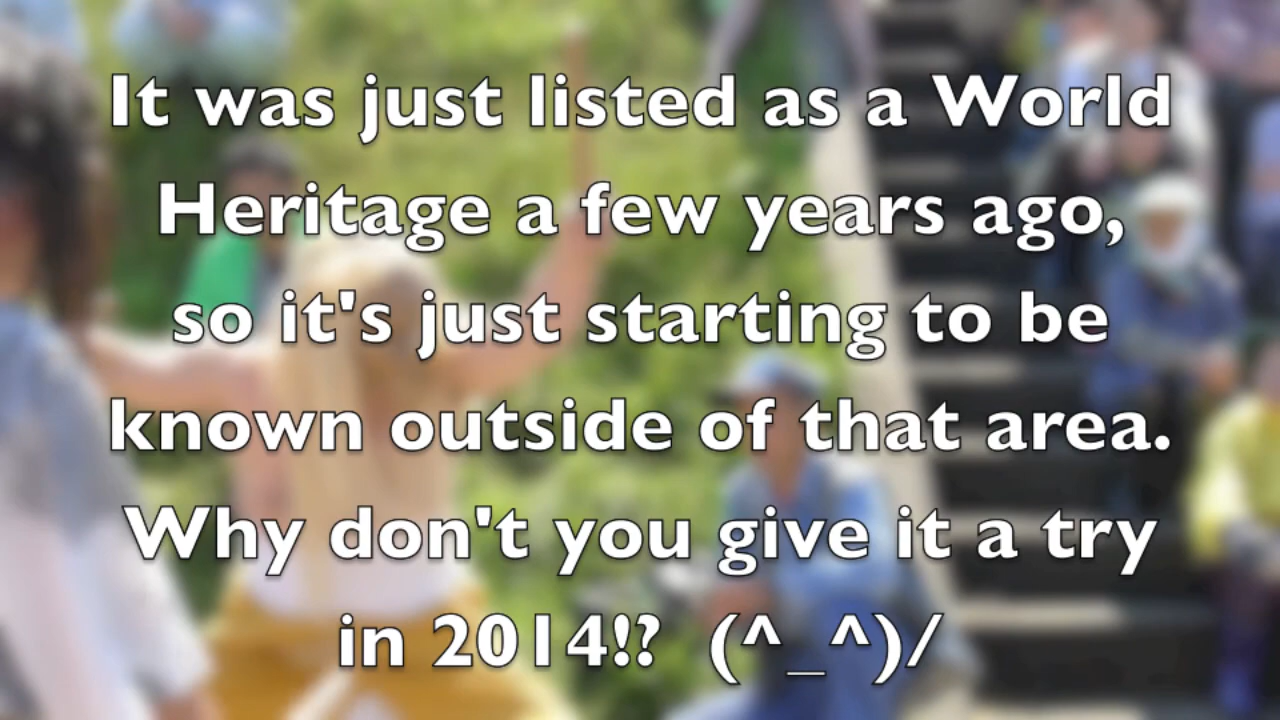 It was just listed as a World
Heritage a few years ago,
so it's just starting to be
known outside of that area.
Why don't you give it a try
in 2014!?  (^_^)/